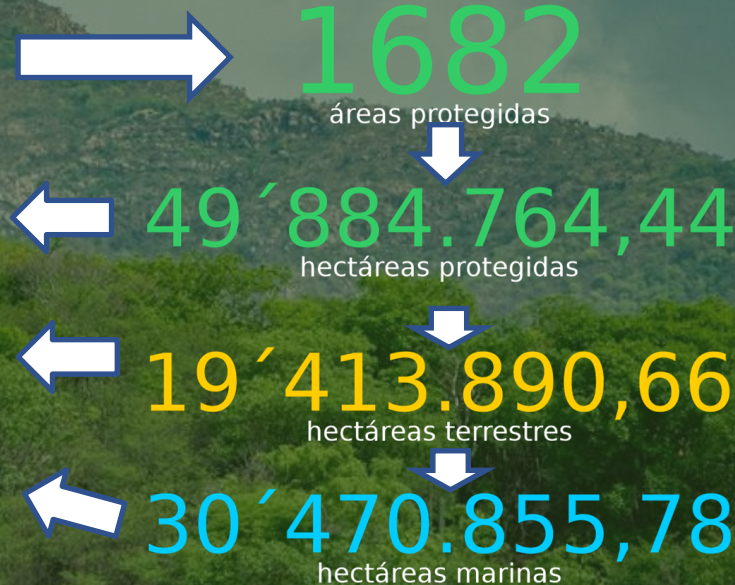 1682
áreas protegidas
49´884.764,44
hectáreas protegidas
19´413.890,66
hectáreas terrestres
30´470.855,78
hectáreas marinas